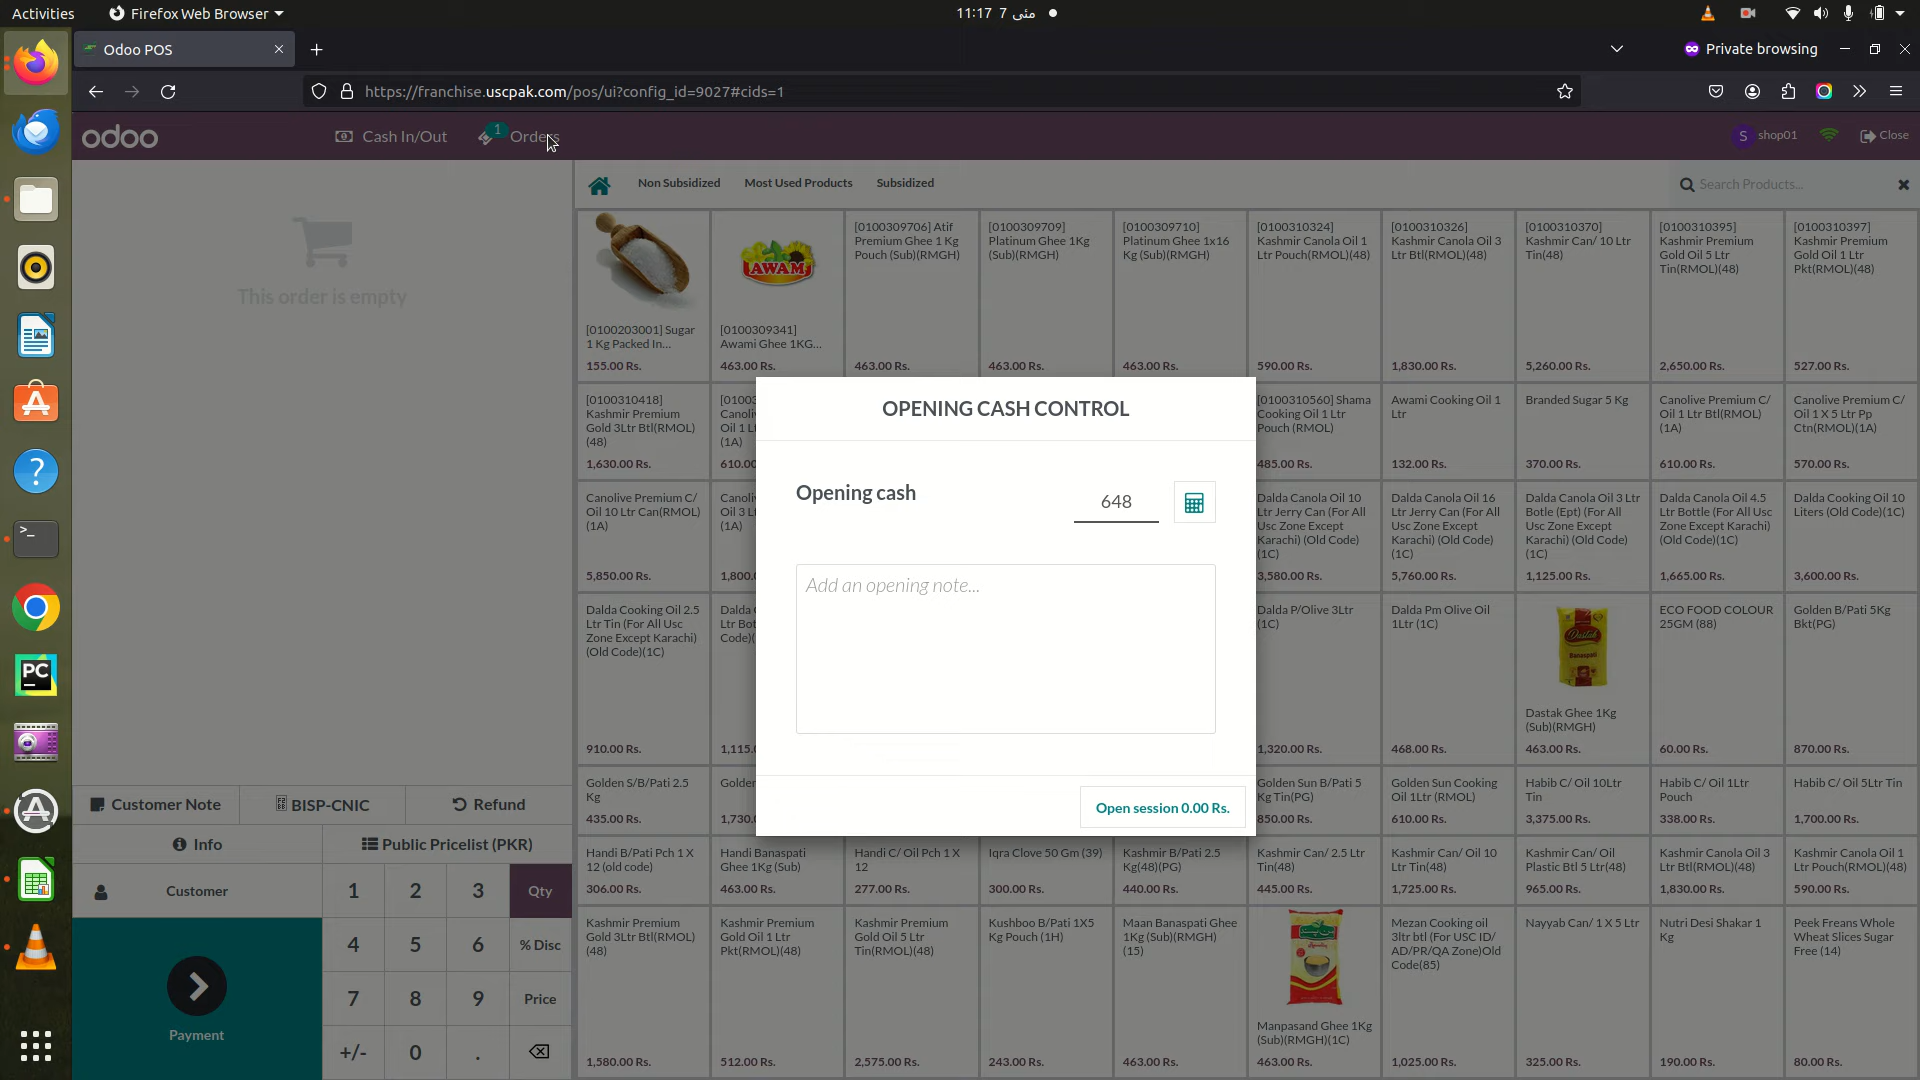 Activities
Firefox Web Browser
11:17 7 مئی
Odoo POS
Private browsing
https://franchise.uscpak.com/pos/ui?config_id=9027#cids=1
odoo
Cash In/Out
1
Orders
S
shop01
Close
This order is empty
Non Subsidized
Most Used Products
Subsidized
Search Products...
[0100203001] Sugar
1 Kg Packed In...
155.00 Rs.
AWAM
[0100309341]
Awami Ghee 1KG...
463.00 Rs.
[0100309706] Atif
Premium Ghee 1 Kg
Pouch (Sub)(RMGH)
463.00 Rs.
[0100309709]
Platinum Ghee 1Kg
(Sub)(RMGH)
463.00 Rs.
[0100309710]
Platinum Ghee 1x16
Kg (Sub)(RMGH)
463.00 Rs.
[0100310324]
Kashmir Canola Oil 1
Ltr Pouch(RMOL)(48)
590.00 Rs.
[0100310326]
Kashmir Canola Oil 3
Ltr Btl(RMOL)(48)
1,830.00 Rs.
[0100310370]
Kashmir Can/ 10 Ltr
Tin(48)
5,260.00 Rs.
[0100310395]
Kashmir Premium
Gold Oil 5 Ltr
Tin(RMOL)(48)
2,650.00 Rs.
[0100310397]
Kashmir Premium
Gold Oil 1 Ltr
Pkt(RMOL)(48)
527.00 Rs.
[0100310418]
Kashmir Premium
Gold 3Ltr Btl(RMOL)
(48)
1,630.00 Rs.
[01003
Canoli
Oil 1 L
(1A)
610.0
[0100310560] Shama
Cooking Oil 1 Ltr
Pouch (RMOL)
485.00 Rs.
Awami Cooking Oil 1
Ltr
132.00 Rs.
Branded Sugar 5 Kg
370.00 Rs.
Canolive Premium C/
Oil 1 Ltr Btl(RMOL)
(1A)
610.00 Rs.
Canolive Premium C/
Oil 1 X 5 Ltr Pp
Ctn(RMOL)(1A)
570.00 Rs.
Canolive Premium C/
Oil 10 Ltr Can(RMOL)
(1A)
5,850.00 Rs.
Canoli
Oil 3 L
(1A)
1,800.
Dalda Canola Oil 10
Ltr Jerry Can (For All
Usc Zone Except
Karachi) (Old Code)
(1C)
3,580.00 Rs.
Dalda Canola Oil 16
Ltr Jerry Can (For All
Usc Zone Except
Karachi) (Old Code)
(1C)
5,760.00 Rs.
Dalda Canola Oil 3 Ltr
Botle (Ept) (For All
Usc Zone Except
Karachi) (Old Code)
(1C)
1,125.00 Rs.
Dalda Canola Oil 4.5
Ltr Bottle (For All Usc
Zone Except Karachi)
(Old Code)(1C)
1,665.00 Rs.
Dalda Cooking Oil 10
Liters (Old Code)(1C)
3,600.00 Rs.
Dalda Cooking Oil 2.5
Ltr Tin (For All Usc
Zone Except Karachi)
(Old Code)(1C)
910.00 Rs.
Dalda C
Ltr Bot
Code)(
1,115.
Dalda P/Olive 3Ltr
(1C)
1,320.00 Rs.
Dalda Pm Olive Oil
1Ltr (1C)
468.00 Rs.
Dastak Ghee 1Kg
(Sub)(RMGH)
463.00 Rs.
ECO FOOD COLOUR
25GM (88)
60.00 Rs.
Golden B/Pati 5Kg
Bkt(PG)
870.00 Rs.
OPENING CASH CONTROL
Opening cash
648
Add an opening note...
Open session 0.00 Rs.
Customer Note
BISP-CNIC
Refund
Info
Public Pricelist (PKR)
Customer
1
2
3
Qty
4
5
6
% Disc
7
8
9
Price
+/-
0
.
Payment
Golden S/B/Pati 2.5
Kg
435.00 Rs.
Golden
1,730.
Golden Sun B/Pati 5
Kg Tin(PG)
850.00 Rs.
Golden Sun Cooking
Oil 1Ltr (RMOL)
610.00 Rs.
Habib C/ Oil 10Ltr
Tin
3,375.00 Rs.
Habib C/ Oil 1Ltr
Pouch
338.00 Rs.
Habib C/ Oil 5Ltr Tin
1,700.00 Rs.
Handi B/Pati Pch 1 X
12 (old code)
306.00 Rs.
Handi Banaspati
Ghee 1Kg (Sub)
463.00 Rs.
Handi C/ Oil Pch 1 X
12
277.00 Rs.
Iqra Clove 50 Gm (39)
300.00 Rs.
Kashmir B/Pati 2.5
Kg(48)(PG)
440.00 Rs.
Kashmir Can/ 2.5 Ltr
Tin(48)
445.00 Rs.
Kashmir Can/ Oil 10
Ltr Tin(48)
1,725.00 Rs.
Kashmir Can/ Oil
Plastic Btl 5 Ltr(48)
965.00 Rs.
Kashmir Canola Oil 3
Ltr Btl(RMOL)(48)
1,830.00 Rs.
Kashmir Canola Oil 1
Ltr Pouch(RMOL)(48)
590.00 Rs.
Kashmir Premium
Gold 3Ltr Btl(RMOL)
(48)
1,580.00 Rs.
Kashmir Premium
Gold Oil 1 Ltr
Pkt(RMOL)(48)
512.00 Rs.
Kashmir Premium
Gold Oil 5 Ltr
Tin(RMOL)(48)
2,575.00 Rs.
Kushboo B/Pati 1X5
Kg Pouch (1H)
243.00 Rs.
Maan Banaspati Ghee
1Kg (Sub)(RMGH)
(15)
463.00 Rs.
Manpasand Ghee 1Kg
(Sub)(RMGH)(1C)
463.00 Rs.
Mezan Cooking oil
3ltr btl (For USC ID/
AD/PR/QA Zone)Old
Code(85)
1,025.00 Rs.
Nayyab Can/ 1 X 5 Ltr
325.00 Rs.
Nutri Desi Shakar 1
Kg
190.00 Rs.
Peek Freans Whole
Wheat Slices Sugar
Free (14)
80.00 Rs.